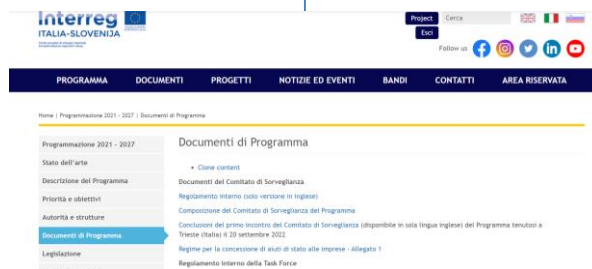 Interreg
ITALIA-SLOVENIJA
Project
Cerca
Esci
Follow us
PROGRAMMA DOCUMENTI PROGETTI NOTIZIE ED EVENTI BANDI CONTATTI AREA RISERVATA
Home | Programmazione 2021 - 2027 | Documenti di Programma
Programmazione 2021 - 2027
Stato dell'arte
Descrizione del Programma
Priorità e obiettivi
Autorità e strutture
Documenti di Programma
Legislazione
Documenti di Programma
Clone content
Documenti del Comitato di Sorveglianza
Regolamento interno (solo versione in inglese)
Composizione del Comitato di Sorveglianza del Programma
Conclusioni del primo incontro del Comitato di Sorveglianza (disponibile in sola lingua inglese) del Programma tenutosi a
Trieste (Italia) il 20 settembre 2022
Regime per la concessione di aiuti di stato alle imprese - Allegato 1
Regolamento interno della Task Force